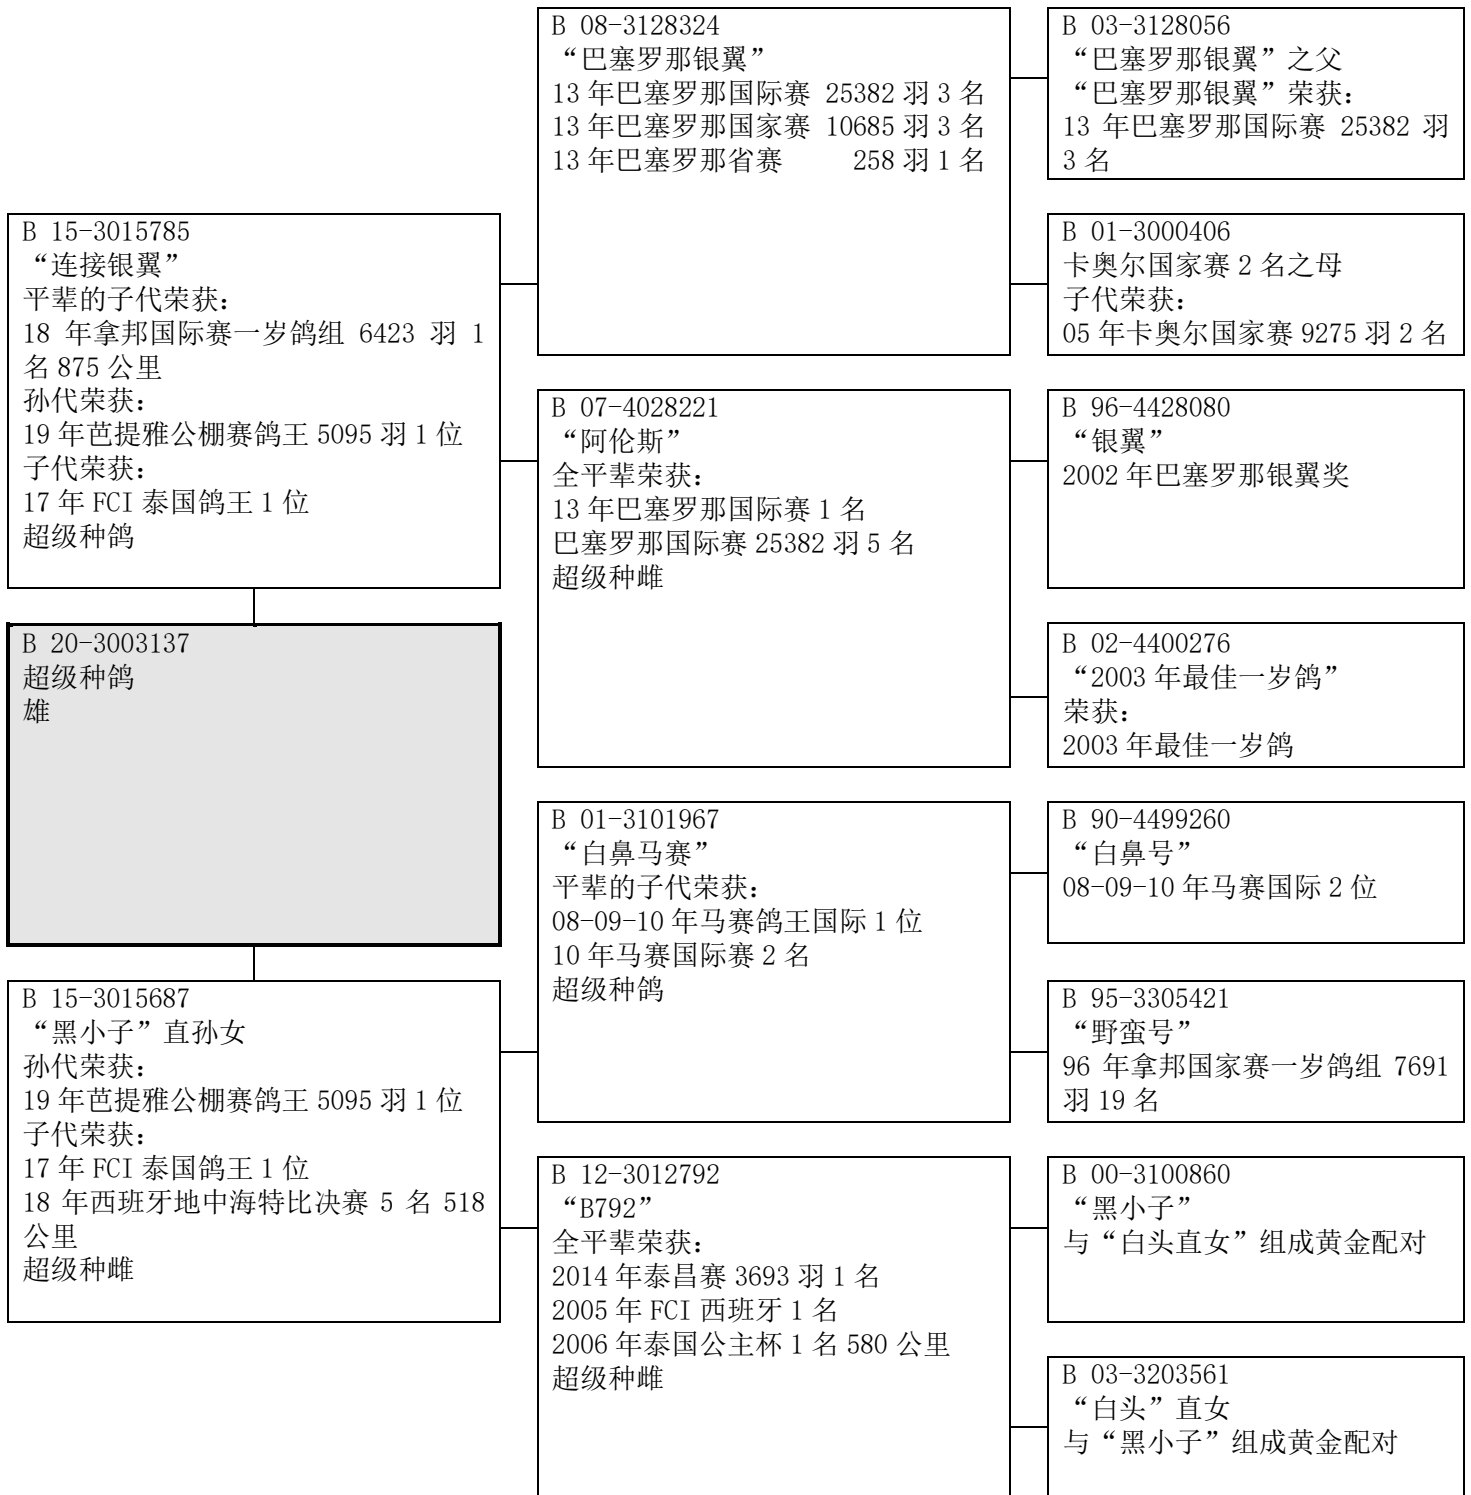 B 08-3128324
“巴塞罗那银翼”
13 年巴塞罗那国际赛 25382 羽 3 名
13 年巴塞罗那国家赛 10685 羽 3 名
13 年巴塞罗那省赛 258 羽 1 名
B 03-3128056
“巴塞罗那银翼”之父
“巴塞罗那银翼”荣获：
13 年巴塞罗那国际赛 25382 羽
3 名
B 15-3015785
“连接银翼”
平辈的子代荣获：
18 年拿邦国际赛一岁鸽组 6423 羽 1
名 875 公里
孙代荣获：
19 年芭提雅公棚赛鸽王 5095 羽 1 位
子代荣获：
17 年 FCI 泰国鸽王 1 位
超级种鸽
B 01-3000406
卡奥尔国家赛 2 名之母
子代荣获：
05 年卡奥尔国家赛 9275 羽 2 名
B 07-4028221
“阿伦斯”
全平辈荣获：
13 年巴塞罗那国际赛 1 名
巴塞罗那国际赛 25382 羽 5 名
超级种雌
B 96-4428080
“银翼”
2002 年巴塞罗那银翼奖
B 20-3003137
超级种鸽
雄
B 02-4400276
“2003 年最佳一岁鸽”
荣获：
2003 年最佳一岁鸽
B 01-3101967
“白鼻马赛”
平辈的子代荣获：
08-09-10 年马赛鸽王国际 1 位
10 年马赛国际赛 2 名
超级种鸽
B 90-4499260
“白鼻号”
08-09-10 年马赛国际 2 位
B 15-3015687
“黑小子”直孙女
孙代荣获：
19 年芭提雅公棚赛鸽王 5095 羽 1 位
子代荣获：
17 年 FCI 泰国鸽王 1 位
18 年西班牙地中海特比决赛 5 名 518
公里
超级种雌
B 95-3305421
“野蛮号”
96 年拿邦国家赛一岁鸽组 7691
羽 19 名
B 12-3012792
“B792”
全平辈荣获：
2014 年泰昌赛 3693 羽 1 名
2005 年 FCI 西班牙 1 名
2006 年泰国公主杯 1 名 580 公里
超级种雌
B 00-3100860
“黑小子”
与“白头直女”组成黄金配对
B 03-3203561
“白头”直女
与“黑小子”组成黄金配对